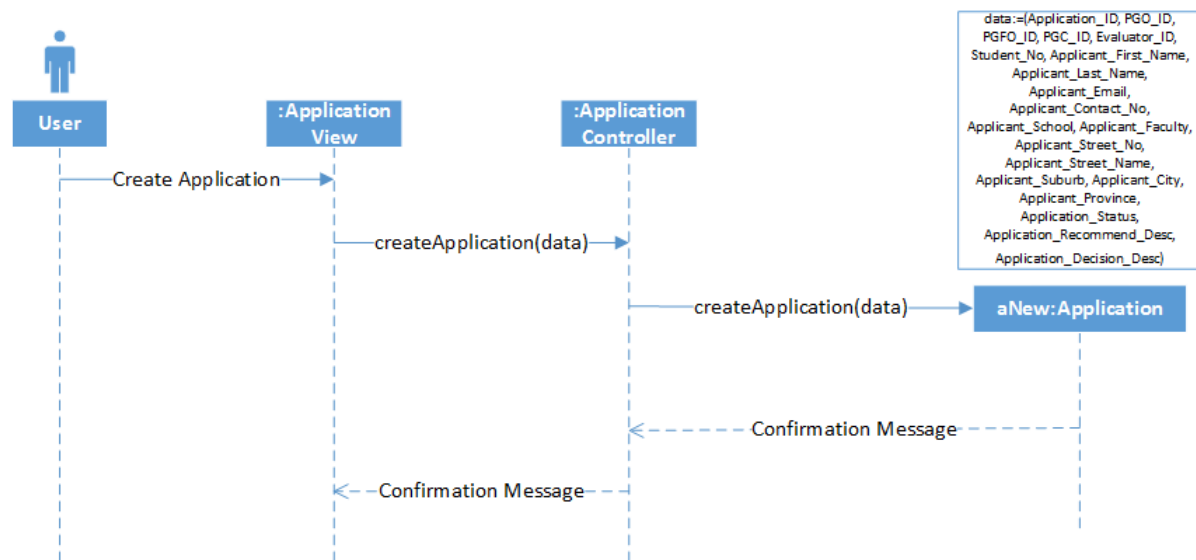 data:=(Application_ID, PGO_ID,
PGFO_ID, PGC_ID, Evaluator_ID,
Student_No, Applicant_First_Name,
Applicant_Last_Name,
Applicant_Email,
Applicant_Contact_No,
Applicant_School, Applicant_Faculty,
Applicant_Street_No,
Applicant_Street_Name,
Applicant_Suburb, Applicant_City,
Applicant_Province,
Application_Status,
Application_Recommend_Desc,
Application_Decision_Desc)
User
:Application
View
:Application
Controller
Create Application
createApplication(data)
createApplication(data)
aNew:Application
Confirmation Message
Confirmation Message